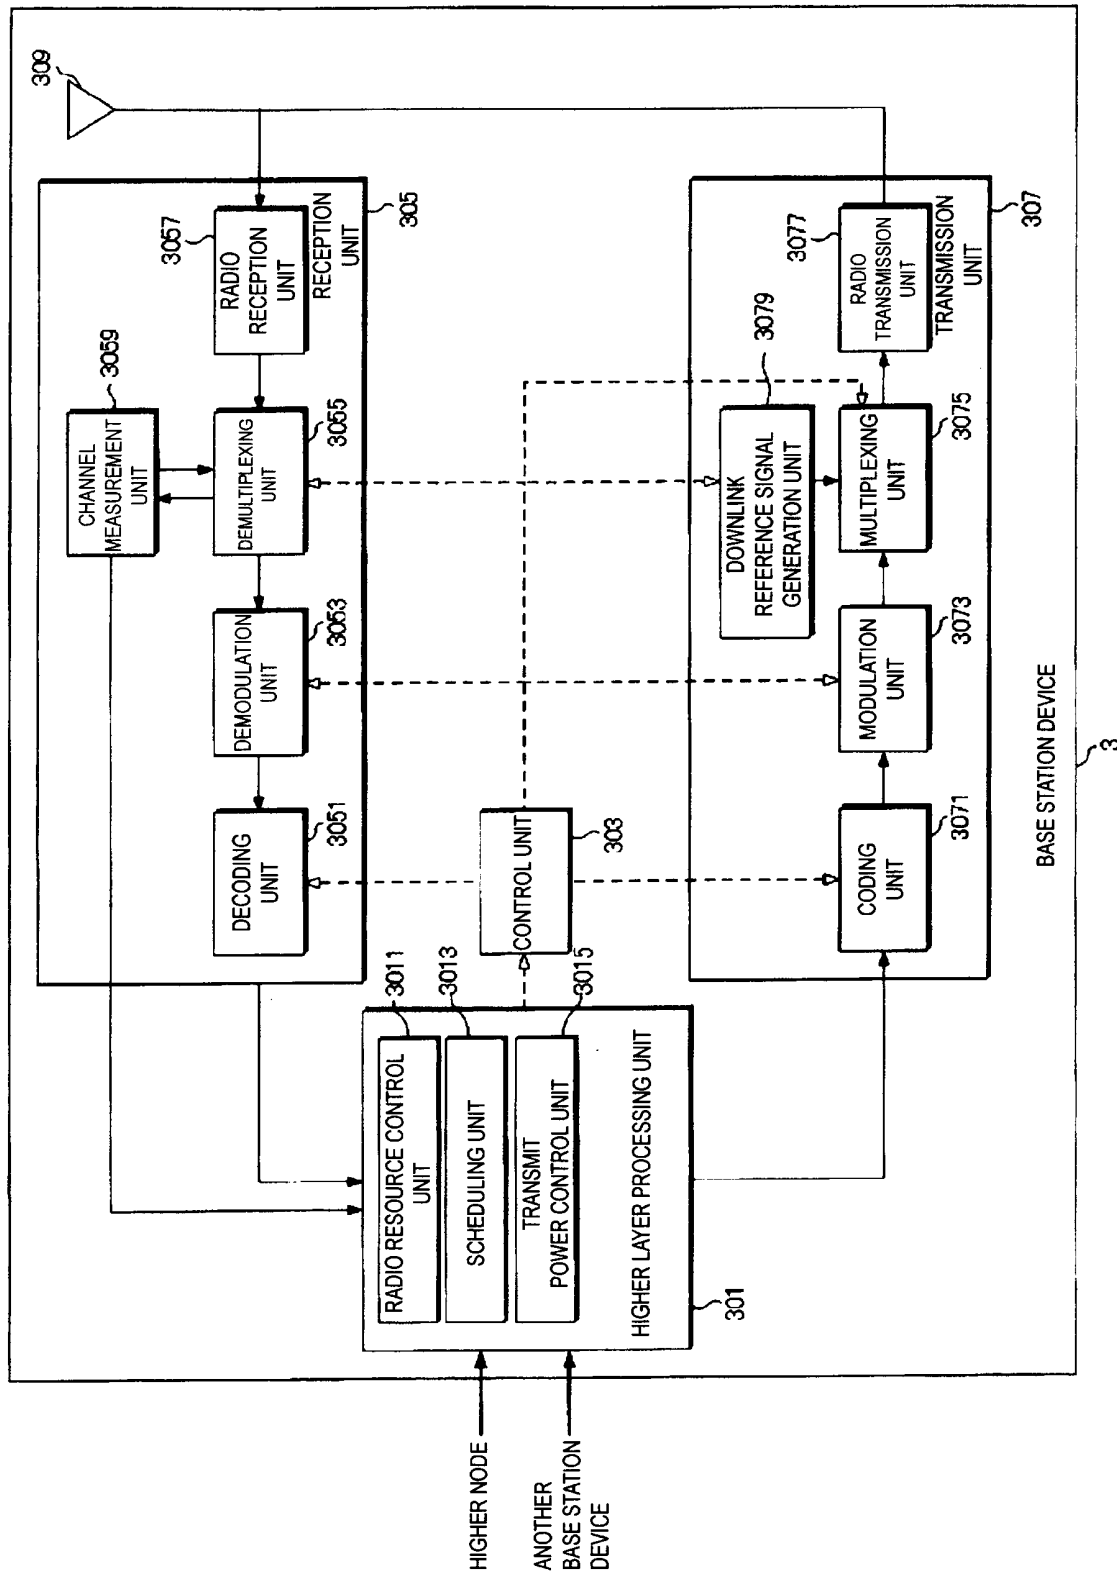 309
RADIO
RECEPTION
UNIT
3057
RECEPTION
UNIT
305
CHANNEL
MEASUREMENT
UNIT
3059
DEMULTIPLEXING
UNIT
3055
DEMODULATION
UNIT
3053
DECODING
UNIT
3051
CONTROL UNIT
303
RADIO RESOURCE CONTROL
UNIT
3011
SCHEDULING UNIT
3013
TRANSMIT
POWER CONTROL UNIT
3015
HIGHER LAYER PROCESSING UNIT
301
HIGHER NODE
ANOTHER
BASE STATION
DEVICE
CODING
UNIT
3071
MODULATION
UNIT
3073
DOWNLINK
REFERENCE SIGNAL
GENERATION UNIT
3079
MULTIPLEXING
UNIT
3075
RADIO
TRANSMISSION
UNIT
3077
TRANSMISSION
UNIT
307
BASE STATION DEVICE
3